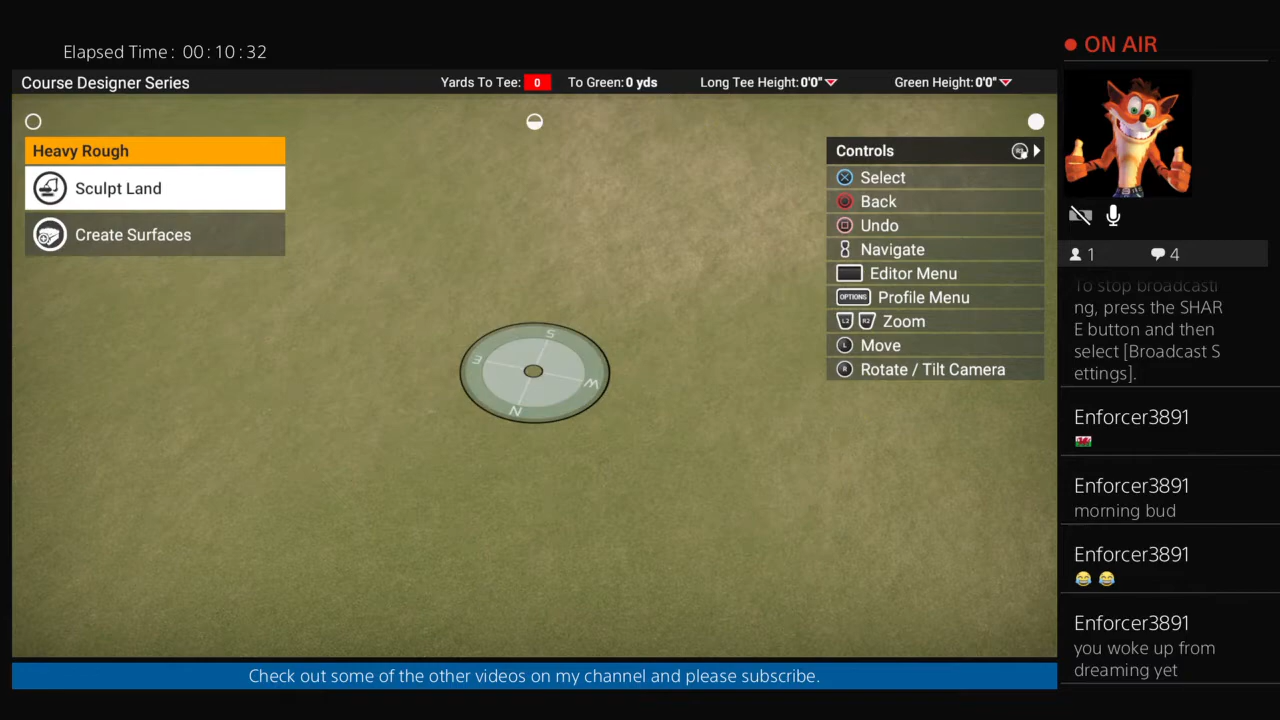 Elapsed Time: 00:10:32
ON AIR
Course Designer Series
Yards To Tee: 0
To Green: 0 yds
Long Tee Height: 0'0"
Green Height: 0'0"
Heavy Rough
Sculpt Land
Create Surfaces
S
E
W
N
Controls
R3
Select
Back
Undo
Navigate
Editor Menu
OPTIONS Profile Menu
L2 R2 Zoom
L Move
R Rotate / Tilt Camera
1
4
To stop broadcasti
ng, press the SHAR
E button and then
select [Broadcast S
ettings].
Enforcer3891
🏴󠁧󠁢󠁷󠁬󠁳󠁿
Enforcer3891
morning bud
Enforcer3891
😂 😂
Enforcer3891
you woke up from
dreaming yet
Check out some of the other videos on my channel and please subscribe.